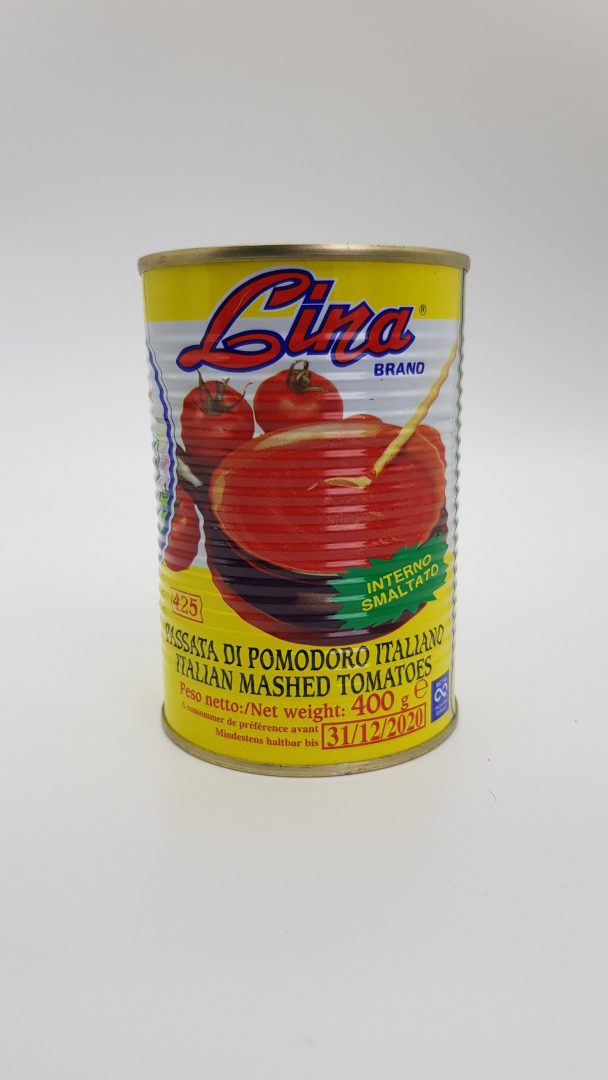 Lina ®
BRAND
INTERNO
SMALTATO
425
PASSATA DI POMODORO ITALIANO
ITALIAN MASHED TOMATOES
Peso netto:/Net weight: 400 g e
A consommer de préférence avant
Mindestens haltbar bis 31/12/2020
METAL